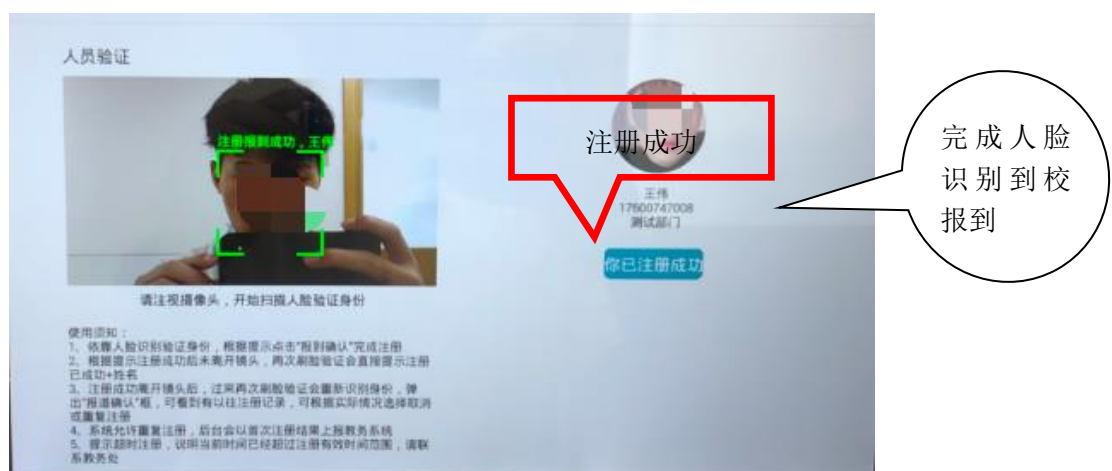 人员验证
注册报到成功，王伟
请注视摄像头，开始扫描人脸验证身份
使用须知：
1、依靠人脸识别验证身份，根据提示点击“报到确认”完成注册
2、根据提示注册成功后未离开镜头，再次刷脸验证会直接提示注册
已成功+姓名
3、注册成功离开镜头后，过来再次刷脸验证会重新识别身份，弹
出“报道确认”框，可看到有以往注册记录，可根据实际情况选择取消
或重复注册
4、系统允许重复注册，后台会以首次注册结果上报教务系统
5、提示超时注册，说明当前时间已经超过注册有效时间范围，请联
系教务处
注册成功
王伟
17600747008
测试部门
你已注册成功
完成人脸
识别到校
报到